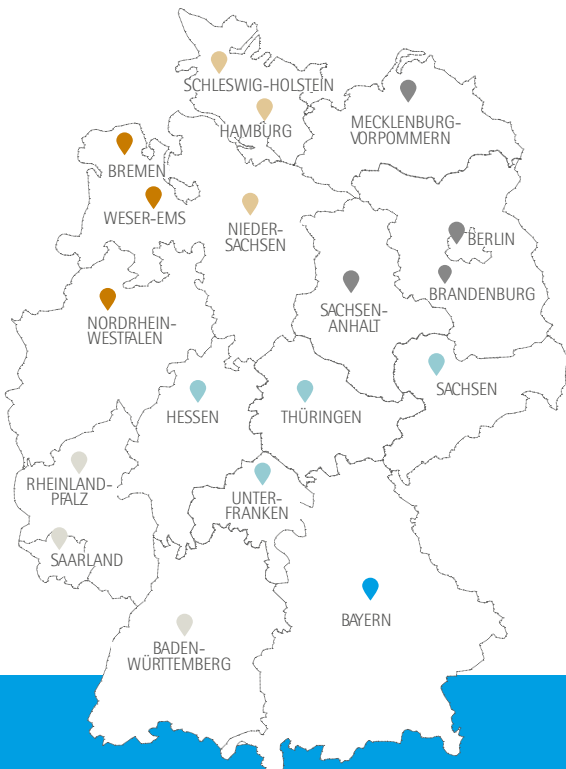 SCHLESWIG-HOLSTEIN
HAMBURG
MECKLENBURG-
VORPOMMERN
BREMEN
WESER-EMS
NIEDER-
SACHSEN
BERLIN
BRANDENBURG
SACHSEN-
ANHALT
NORDRHEIN-
WESTFALEN
SACHSEN
HESSEN
THÜRINGEN
RHEINLAND-
PFALZ
UNTER-
FRANKEN
SAARLAND
BAYERN
BADEN-
WÜRTTEMBERG